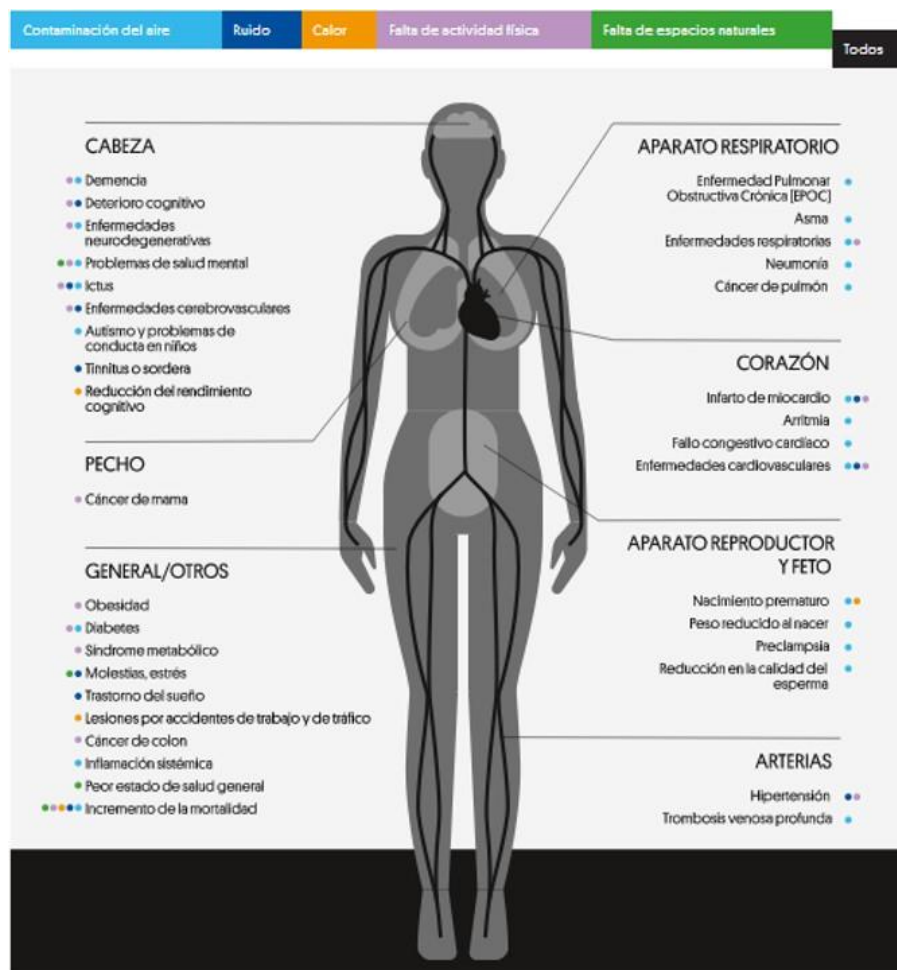 Contaminación del aire
Ruido
Calor
Falta de actividad física
Falta de espacios naturales
Todos
CABEZA
Demencia
Deterioro cognitivo
Enfermedades
neurodegenerativas
Problemas de salud mental
Ictus
Enfermedades cerebrovasculares
Autismo y problemas de
conducta en niños
Tinnitus o sordera
Reducción del rendimiento
cognitivo
PECHO
Cáncer de mama
GENERAL/OTROS
Obesidad
Diabetes
Síndrome metabólico
Molestias, estrés
Trastorno del sueño
Lesiones por accidentes de trabajo y de tráfico
Cáncer de colon
Inflamación sistémica
Peor estado de salud general
Incremento de la mortalidad
APARATO RESPIRATORIO
Enfermedad Pulmonar
Obstructiva Crónica [EPOC]
Asma
Enfermedades respiratorias
Neumonía
Cáncer de pulmón
CORAZÓN
Infarto de miocardio
Arritmia
Fallo congestivo cardíaco
Enfermedades cardiovasculares
APARATO REPRODUCTOR
Y FETO
Nacimiento prematuro
Peso reducido al nacer
Preclampsia
Reducción en la calidad del
esperma
ARTERIAS
Hipertensión
Trombosis venosa profunda